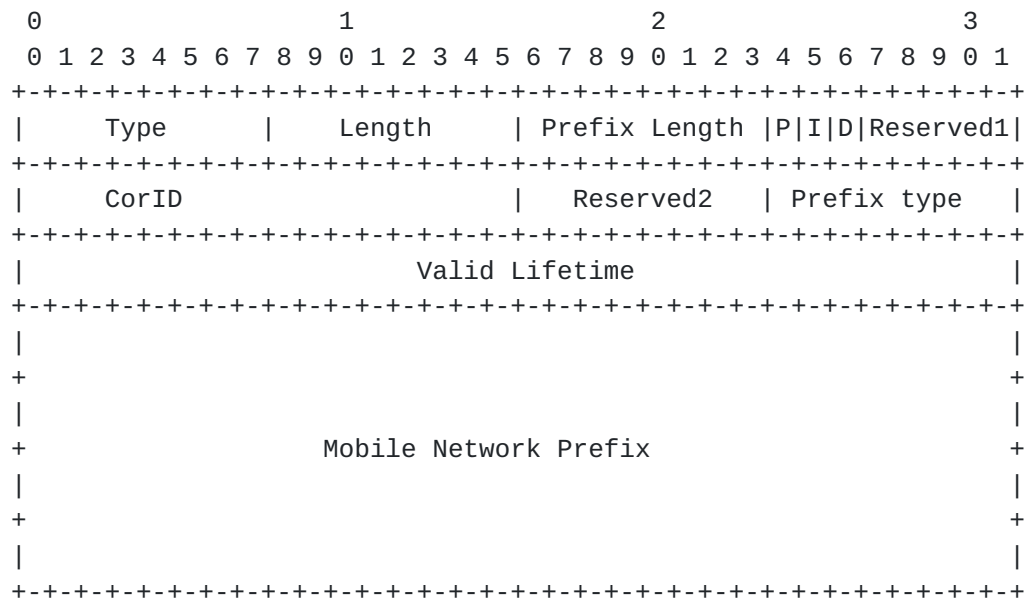 0                   1                   2                   3
 0 1 2 3 4 5 6 7 8 9 0 1 2 3 4 5 6 7 8 9 0 1 2 3 4 5 6 7 8 9 0 1
+-+-+-+-+-+-+-+-+-+-+-+-+-+-+-+-+-+-+-+-+-+-+-+-+-+-+-+-+-+-+-+-+
|     Type      |    Length     | Prefix Length |P|I|D|Reserved1|
+-+-+-+-+-+-+-+-+-+-+-+-+-+-+-+-+-+-+-+-+-+-+-+-+-+-+-+-+-+-+-+-+
|     CorID                     |   Reserved2   | Prefix type   |
+-+-+-+-+-+-+-+-+-+-+-+-+-+-+-+-+-+-+-+-+-+-+-+-+-+-+-+-+-+-+-+-+
|                         Valid Lifetime                        |
+-+-+-+-+-+-+-+-+-+-+-+-+-+-+-+-+-+-+-+-+-+-+-+-+-+-+-+-+-+-+-+-+
|                                                               |
+                                                               +
|                                                               |
+                   Mobile Network Prefix                       +
|                                                               |
+                                                               +
|                                                               |
+-+-+-+-+-+-+-+-+-+-+-+-+-+-+-+-+-+-+-+-+-+-+-+-+-+-+-+-+-+-+-+-+